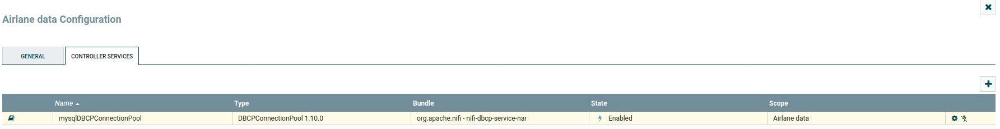 Airlane data Configuration
GENERAL
CONTROLLER SERVICES
Name Type Bundle State Scope
mysqlDBCPConnectionPool DBCPConnectionPool 1.10.0 org.apache.nifi - nifi-dbcp-service-nar Enabled Airlane data